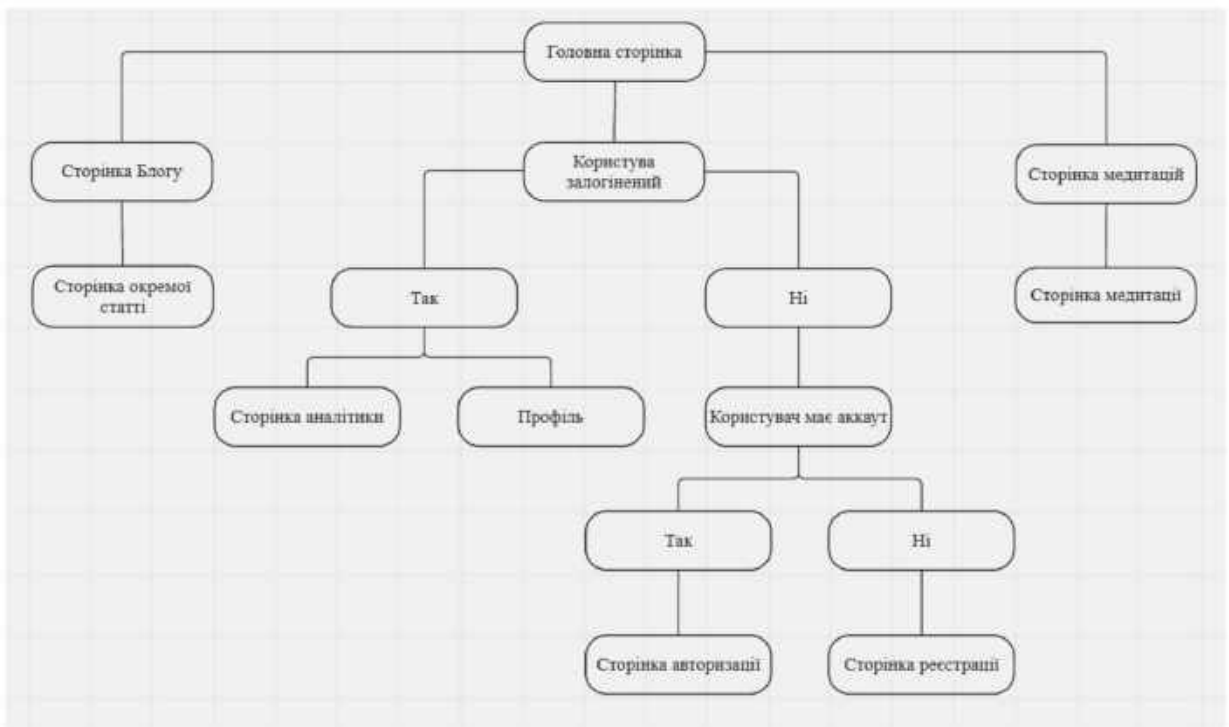 Головна сторінка
Сторінка Блогу
Користува
залогінений
Сторінка медитацій
Сторінка окремої
статті
Так
Ні
Сторінка медитації
Сторінка аналітики
Профіль
Користувач має аккаут
Так
Ні
Сторінка авторизації
Сторінка реєстрації